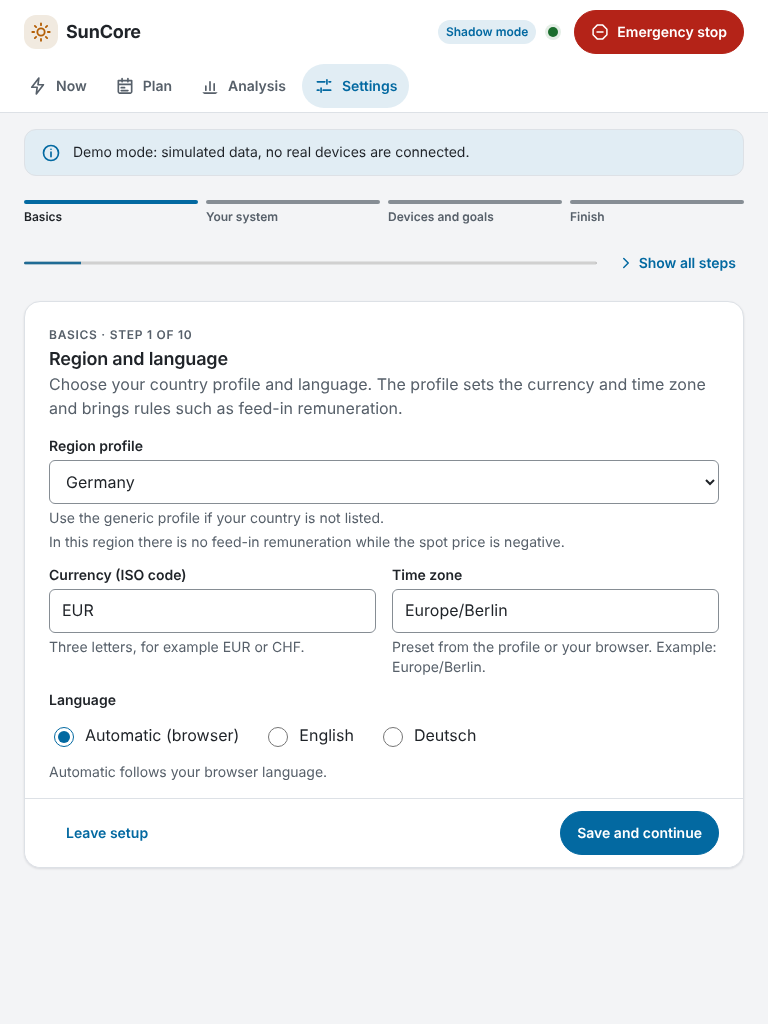 SunCore
Shadow mode
Emergency stop
Now
Plan
Analysis
Settings
Demo mode: simulated data, no real devices are connected.
Basics
Your system
Devices and goals
Finish
Show all steps
BASICS · STEP 1 OF 10
Region and language
Choose your country profile and language. The profile sets the currency and time zone
and brings rules such as feed-in remuneration.
Region profile
Germany
Use the generic profile if your country is not listed.
In this region there is no feed-in remuneration while the spot price is negative.
Currency (ISO code)
EUR
Three letters, for example EUR or CHF.
Time zone
Europe/Berlin
Preset from the profile or your browser. Example:
Europe/Berlin.
Language
Automatic (browser)
English
Deutsch
Automatic follows your browser language.
Leave setup
Save and continue